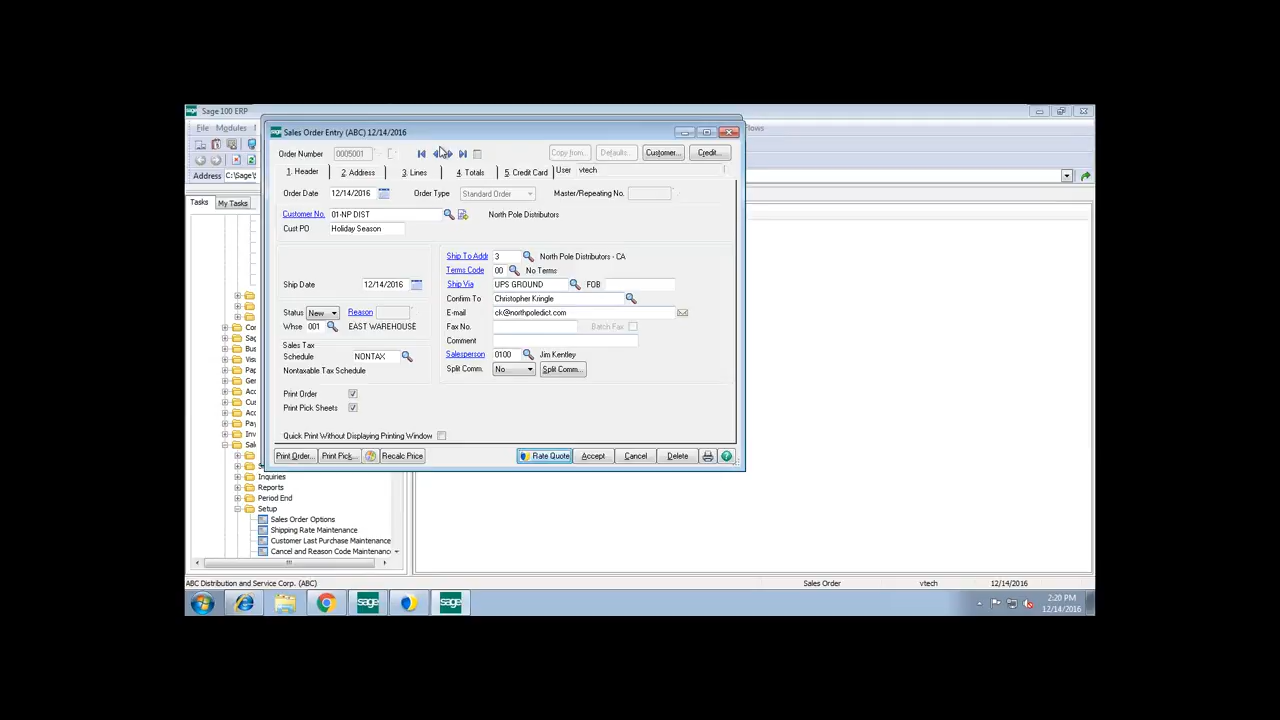 Sage 100 ERP
File Modules
Sales Order Entry (ABC) 12/14/2016
Address
Order Number 0005001
Copy from... Defaults... Customer... Credit...
1. Header 2. Address 3. Lines 4. Totals 5. Credit Card User vtech
Order Date 12/14/2016 Order Type Standard Order Master/Repeating No.
Customer No. 01-NP DIST North Pole Distributors
Cust PO Holiday Season
Ship To Addr 3 North Pole Distributors - CA
Terms Code 00 No Terms
Ship Date 12/14/2016 Ship Via UPS GROUND FOB
Confirm To Christopher Kringle
Status New Reason E-mail ck@northpoledict.com
Whse 001 EAST WAREHOUSE Fax No. Batch Fax
Sales Tax Comment
Schedule NONTAX Salesperson 0100 Jim Kentley
Nontaxable Tax Schedule Split Comm. No Split Comm...
Print Order
Print Pick Sheets
Quick Print Without Displaying Printing Window
Print Order... Print Pick... Recalc Price Rate Quote Accept Cancel Delete
Tasks My Tasks
Inquiries
Reports
Period End
Setup
Sales Order Options
Shipping Rate Maintenance
Customer Last Purchase Maintenance
Cancel and Reason Code Maintenanc
ABC Distribution and Service Corp. (ABC) Sales Order vtech 12/14/2016
sage sage
2:20 PM
12/14/2016